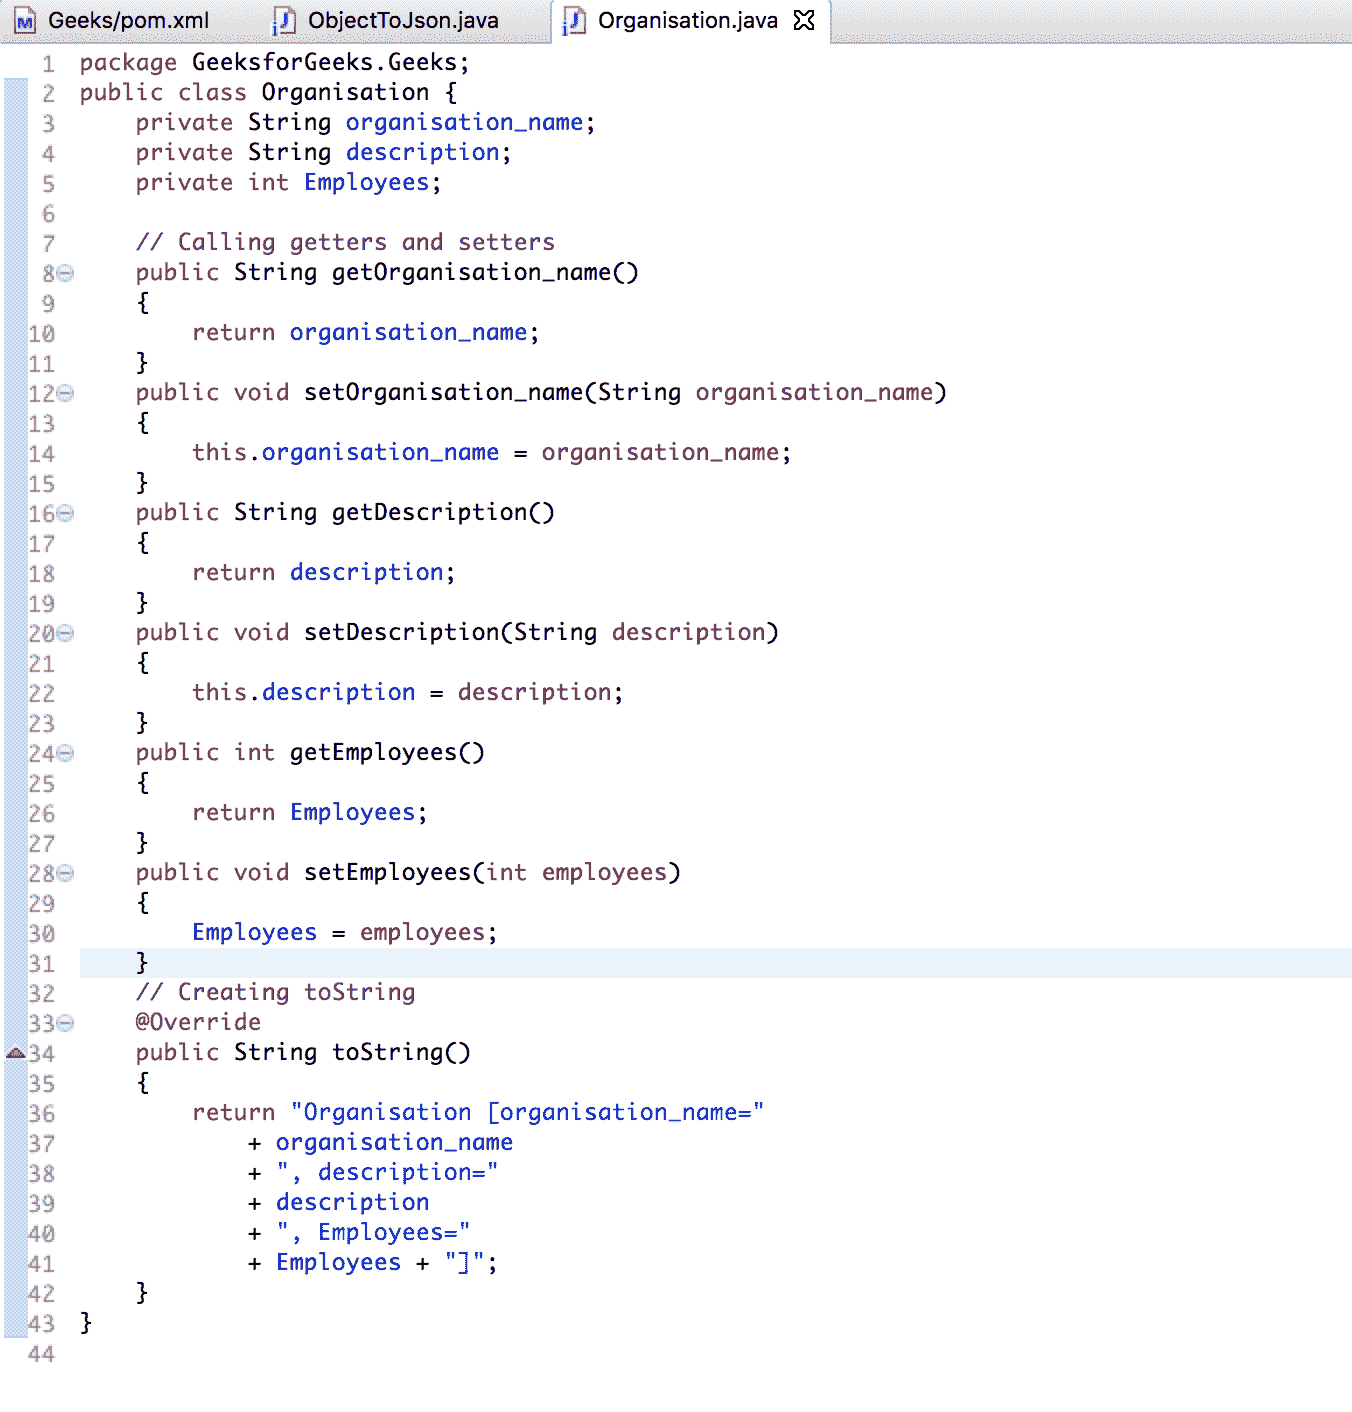 Geeks/pom.xml ObjectToJson.java Organisation.java
1 package GeeksforGeeks.Geeks;
2 public class Organisation {
3     private String organisation_name;
4     private String description;
5     private int Employees;
6
7     // Calling getters and setters
8     public String getOrganisation_name()
9     {
10         return organisation_name;
11     }
12     public void setOrganisation_name(String organisation_name)
13     {
14         this.organisation_name = organisation_name;
15     }
16     public String getDescription()
17     {
18         return description;
19     }
20     public void setDescription(String description)
21     {
22         this.description = description;
23     }
24     public int getEmployees()
25     {
26         return Employees;
27     }
28     public void setEmployees(int employees)
29     {
30         Employees = employees;
31     }
32     // Creating toString
33     @Override
34     public String toString()
35     {
36         return "Organisation [organisation_name="
37             + organisation_name
38             + ", description="
39             + description
40             + ", Employees="
41             + Employees + "]";
42     }
43 }
44